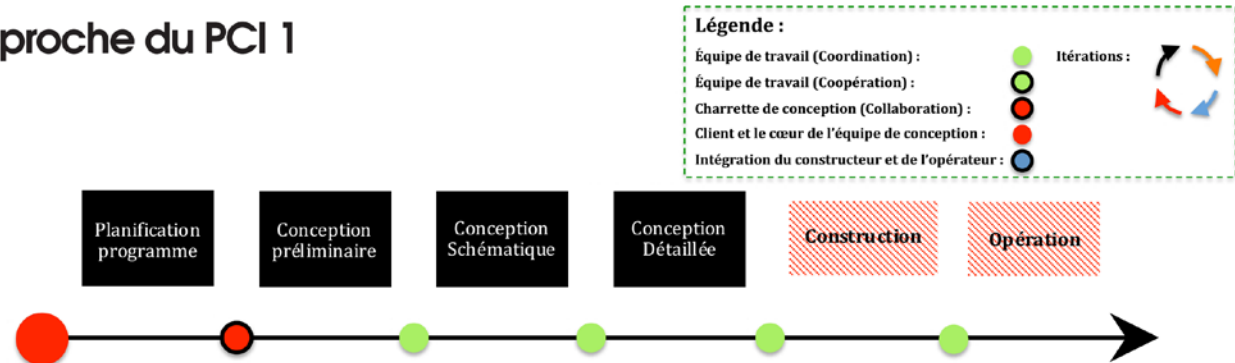 proche du PCI 1
Légende :
Équipe de travail (Coordination) :
Itérations :
Équipe de travail (Coopération) :
Charrette de conception (Collaboration) :
Client et le cœur de l'équipe de conception :
Intégration du constructeur et de l'opérateur :
Planification
programme
Conception
préliminaire
Conception
Schématique
Conception
Détaillée
Construction
Opération